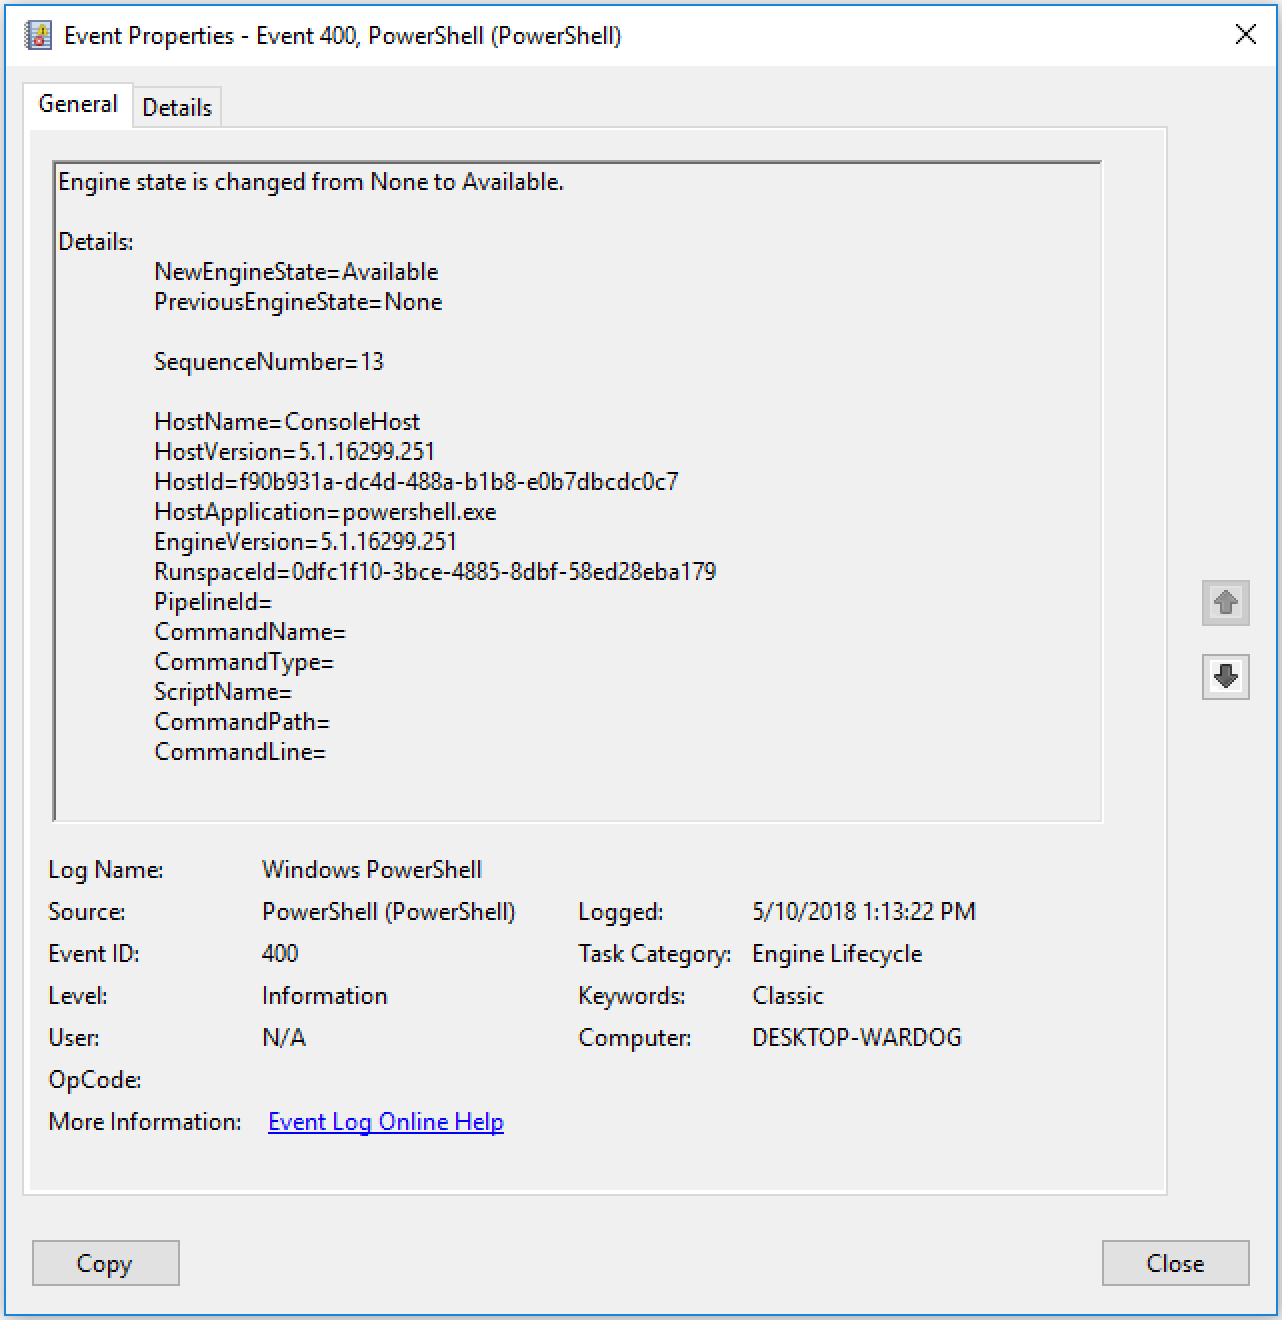 Event Properties - Event 400, PowerShell (PowerShell)
General Details
Engine state is changed from None to Available.
Details:
NewEngineState=Available
PreviousEngineState=None
SequenceNumber=13
HostName=ConsoleHost
HostVersion=5.1.16299.251
HostId=f90b931a-dc4d-488a-b1b8-e0b7dbcdc0c7
HostApplication=powershell.exe
EngineVersion=5.1.16299.251
RunspaceId=0dfc1f10-3bce-4885-8dbf-58ed28eba179
PipelineId=
CommandName=
CommandType=
ScriptName=
CommandPath=
CommandLine=
Log Name: Windows PowerShell
Source: PowerShell (PowerShell) Logged: 5/10/2018 1:13:22 PM
Event ID: 400 Task Category: Engine Lifecycle
Level: Information Keywords: Classic
User: N/A Computer: DESKTOP-WARDOG
OpCode:
More Information: Event Log Online Help
Copy Close